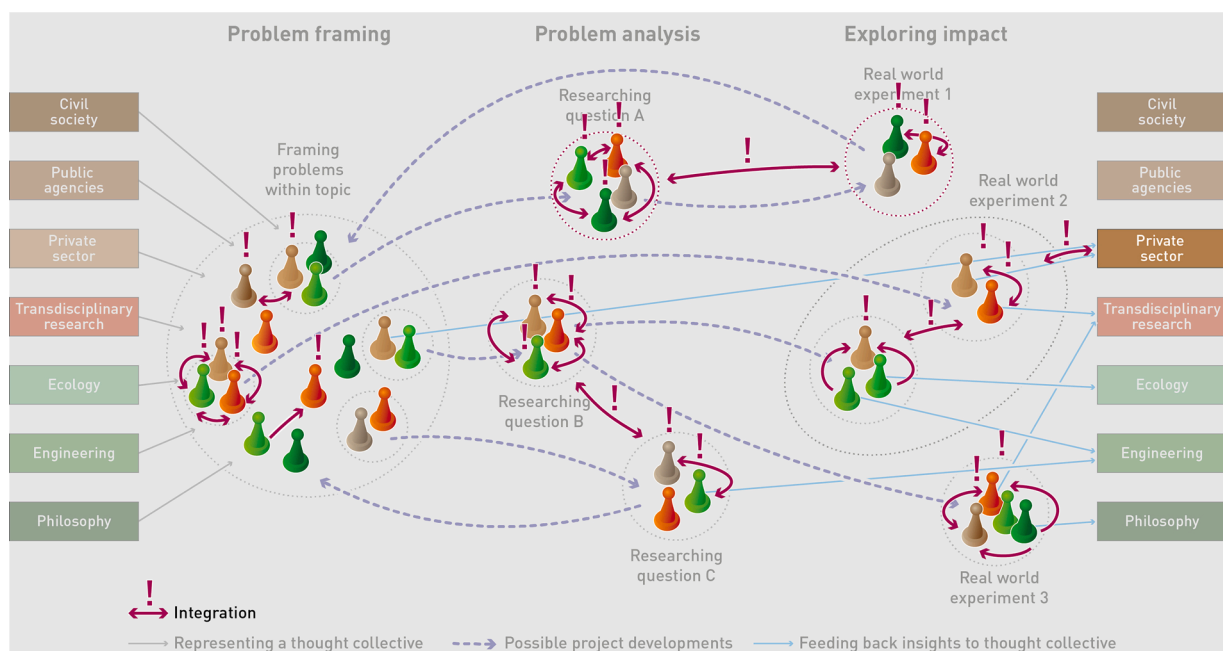 Problem framing
Problem analysis
Exploring impact
Civil
society
Public
agencies
Private
sector
Transdisciplinary
research
Ecology
Engineering
Philosophy
Framing
problems
within topic
!
!
!
!
!
!
Researching
question A
!
!
!
!
Researching
question B
!
!
!
!
Researching
question C
!
!
Real world
experiment 1
!
!
Real world
experiment 2
!
!
!
!
Real world
experiment 3
!
!
Civil
society
Public
agencies
Private
sector
Transdisciplinary
research
Ecology
Engineering
Philosophy
!
Integration
Representing a thought collective
Possible project developments
Feeding back insights to thought collective